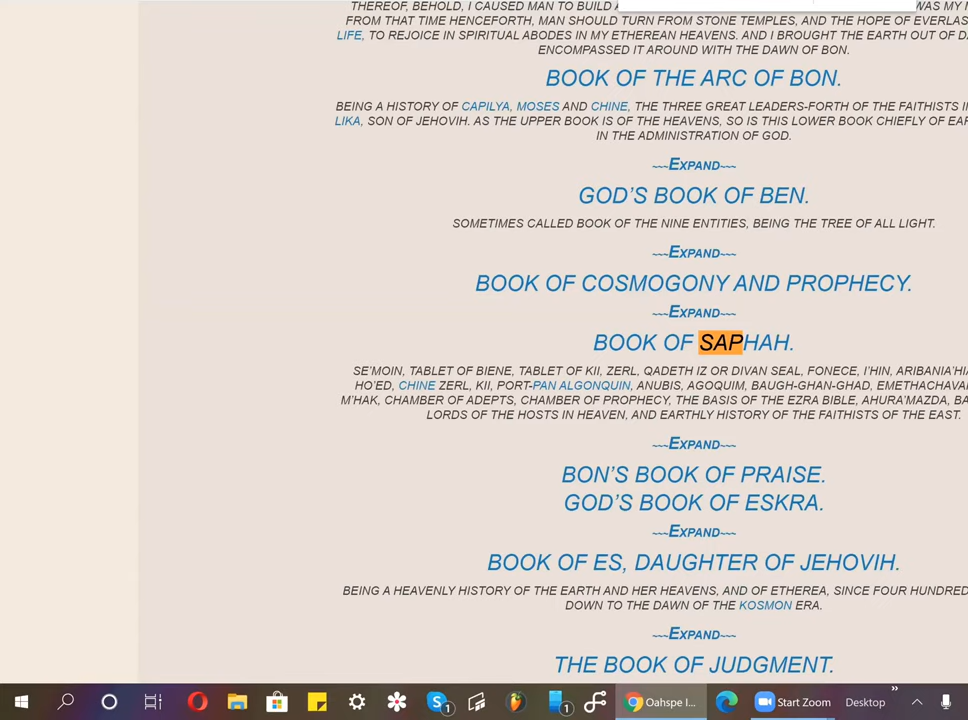 THEREOF, BEHOLD, I CAUSED MAN TO BUILD WAS MY
FROM THAT TIME HENCEFORTH, MAN SHOULD TURN FROM STONE TEMPLES, AND THE HOPE OF
LIFE, TO REJOICE IN SPIRITUAL ABODES IN MY ETHEREAN HEAVENS. AND I BROUGHT THE EARTH OUT OF
ENCOMPASSED IT AROUND WITH THE DAWN OF BON.
BOOK OF THE ARC OF BON.
BEING A HISTORY OF CAPILYA, MOSES AND CHINE, THE THREE GREAT LEADERS-FORTH OF THE FAITHISTS
LIKA, SON OF JEHOVIH. AS THE UPPER BOOK IS OF THE HEAVENS, SO IS THIS LOWER BOOK CHIEFLY OF
IN THE ADMINISTRATION OF GOD.
~~~EXPAND~~~
GOD'S BOOK OF BEN.
SOMETIMES CALLED BOOK OF THE NINE ENTITIES, BEING THE TREE OF ALL LIGHT.
~~~EXPAND~~~
BOOK OF COSMOGONY AND PROPHECY.
~~~EXPAND~~~
BOOK OF SAPHAH.
SE'MOIN, TABLET OF BIENE, TABLET OF KII, ZERL, QADETH IZ OR DIVAN SEAL, FONECE, I'HIN,
HO'ED, CHINE ZERL, KII, PORT-PAN ALGONQUIN, ANUBIS, AGOQUIM, BAUGH-GHAN-GHAD,
M'HAK, CHAMBER OF ADEPTS, CHAMBER OF PROPHECY, THE BASIS OF THE EZRA BIBLE, AHURA'MAZDA,
LORDS OF THE HOSTS IN HEAVEN, AND EARTHLY HISTORY OF THE FAITHISTS OF THE EAST.
~~~EXPAND~~~
BON'S BOOK OF PRAISE.
GOD'S BOOK OF ESKRA.
~~~EXPAND~~~
BOOK OF ES, DAUGHTER OF JEHOVIH.
BEING A HEAVENLY HISTORY OF THE EARTH AND HER HEAVENS, AND OF ETHEREA, SINCE FOUR
DOWN TO THE DAWN OF THE KOSMON ERA.
~~~EXPAND~~~
THE BOOK OF JUDGMENT.
1 1 Oahspe I... Start Zoom Desktop